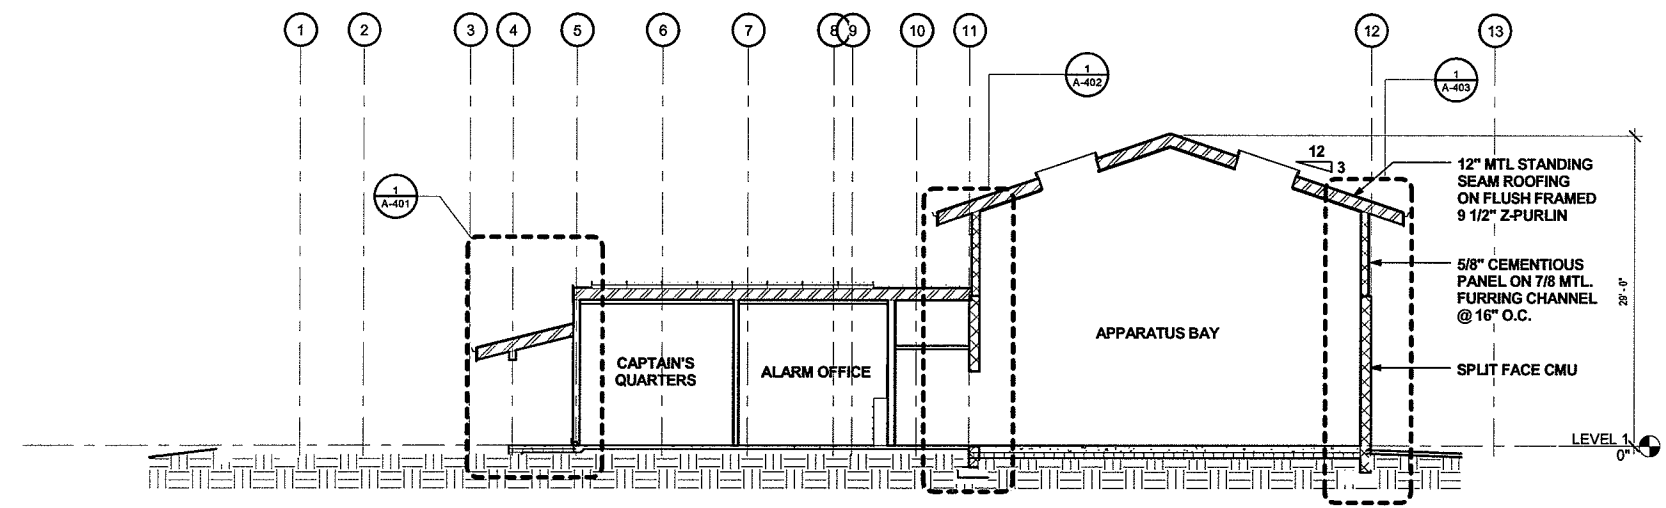 1 2 3 4 5 6 7 8 9 10 11 12 13
1
A-402
1
A-403
1
A-401
12
3
12" MTL STANDING
SEAM ROOFING
ON FLUSH FRAMED
9 1/2" Z-PURLIN
5/8" CEMENTIOUS
PANEL ON 7/8 MTL.
FURRING CHANNEL
@ 16" O.C.
APPARATUS BAY
CAPTAIN'S
QUARTERS
ALARM OFFICE
SPLIT FACE CMU
LEVEL 1
0"